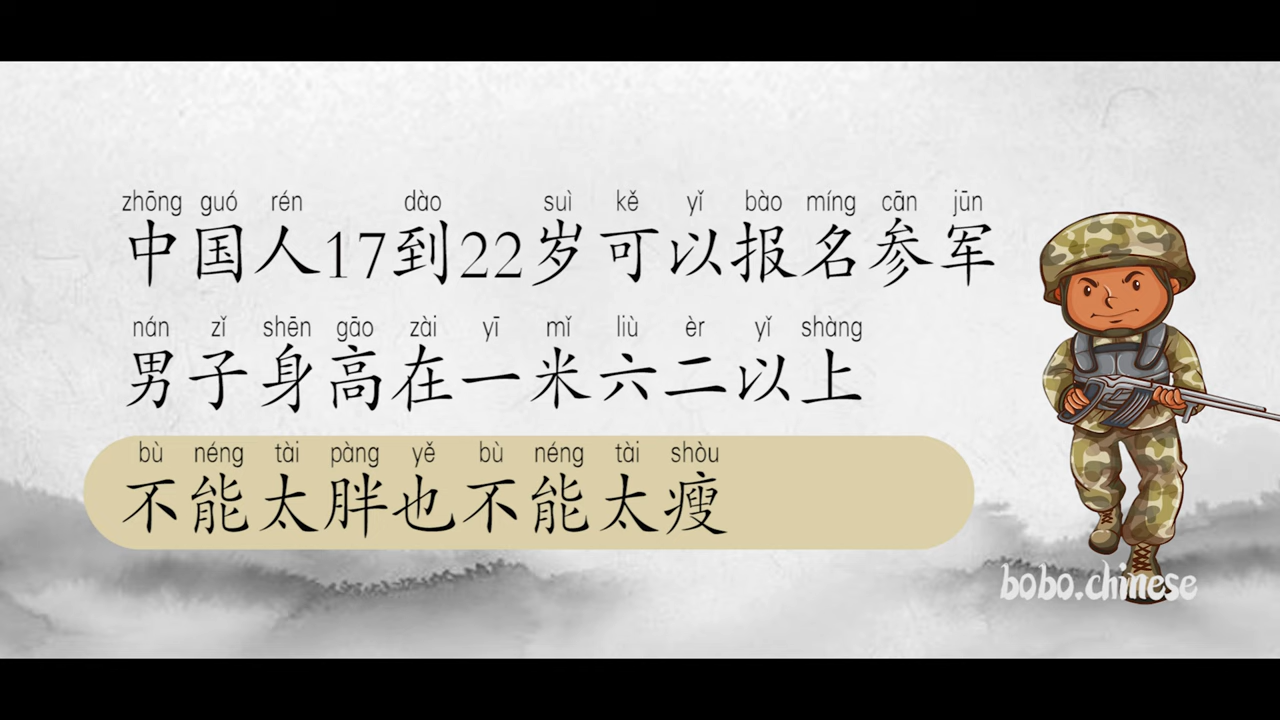 zhōng guó rén dào suì kě yǐ bào míng cān jūn
中国人17到22岁可以报名参军
nán zǐ shēn gāo zài yī mǐ liù èr yǐ shàng
男子身高在一米六二以上
bù néng tài pàng yě bù néng tài shòu
不能太胖也不能太瘦
bobo.chinese